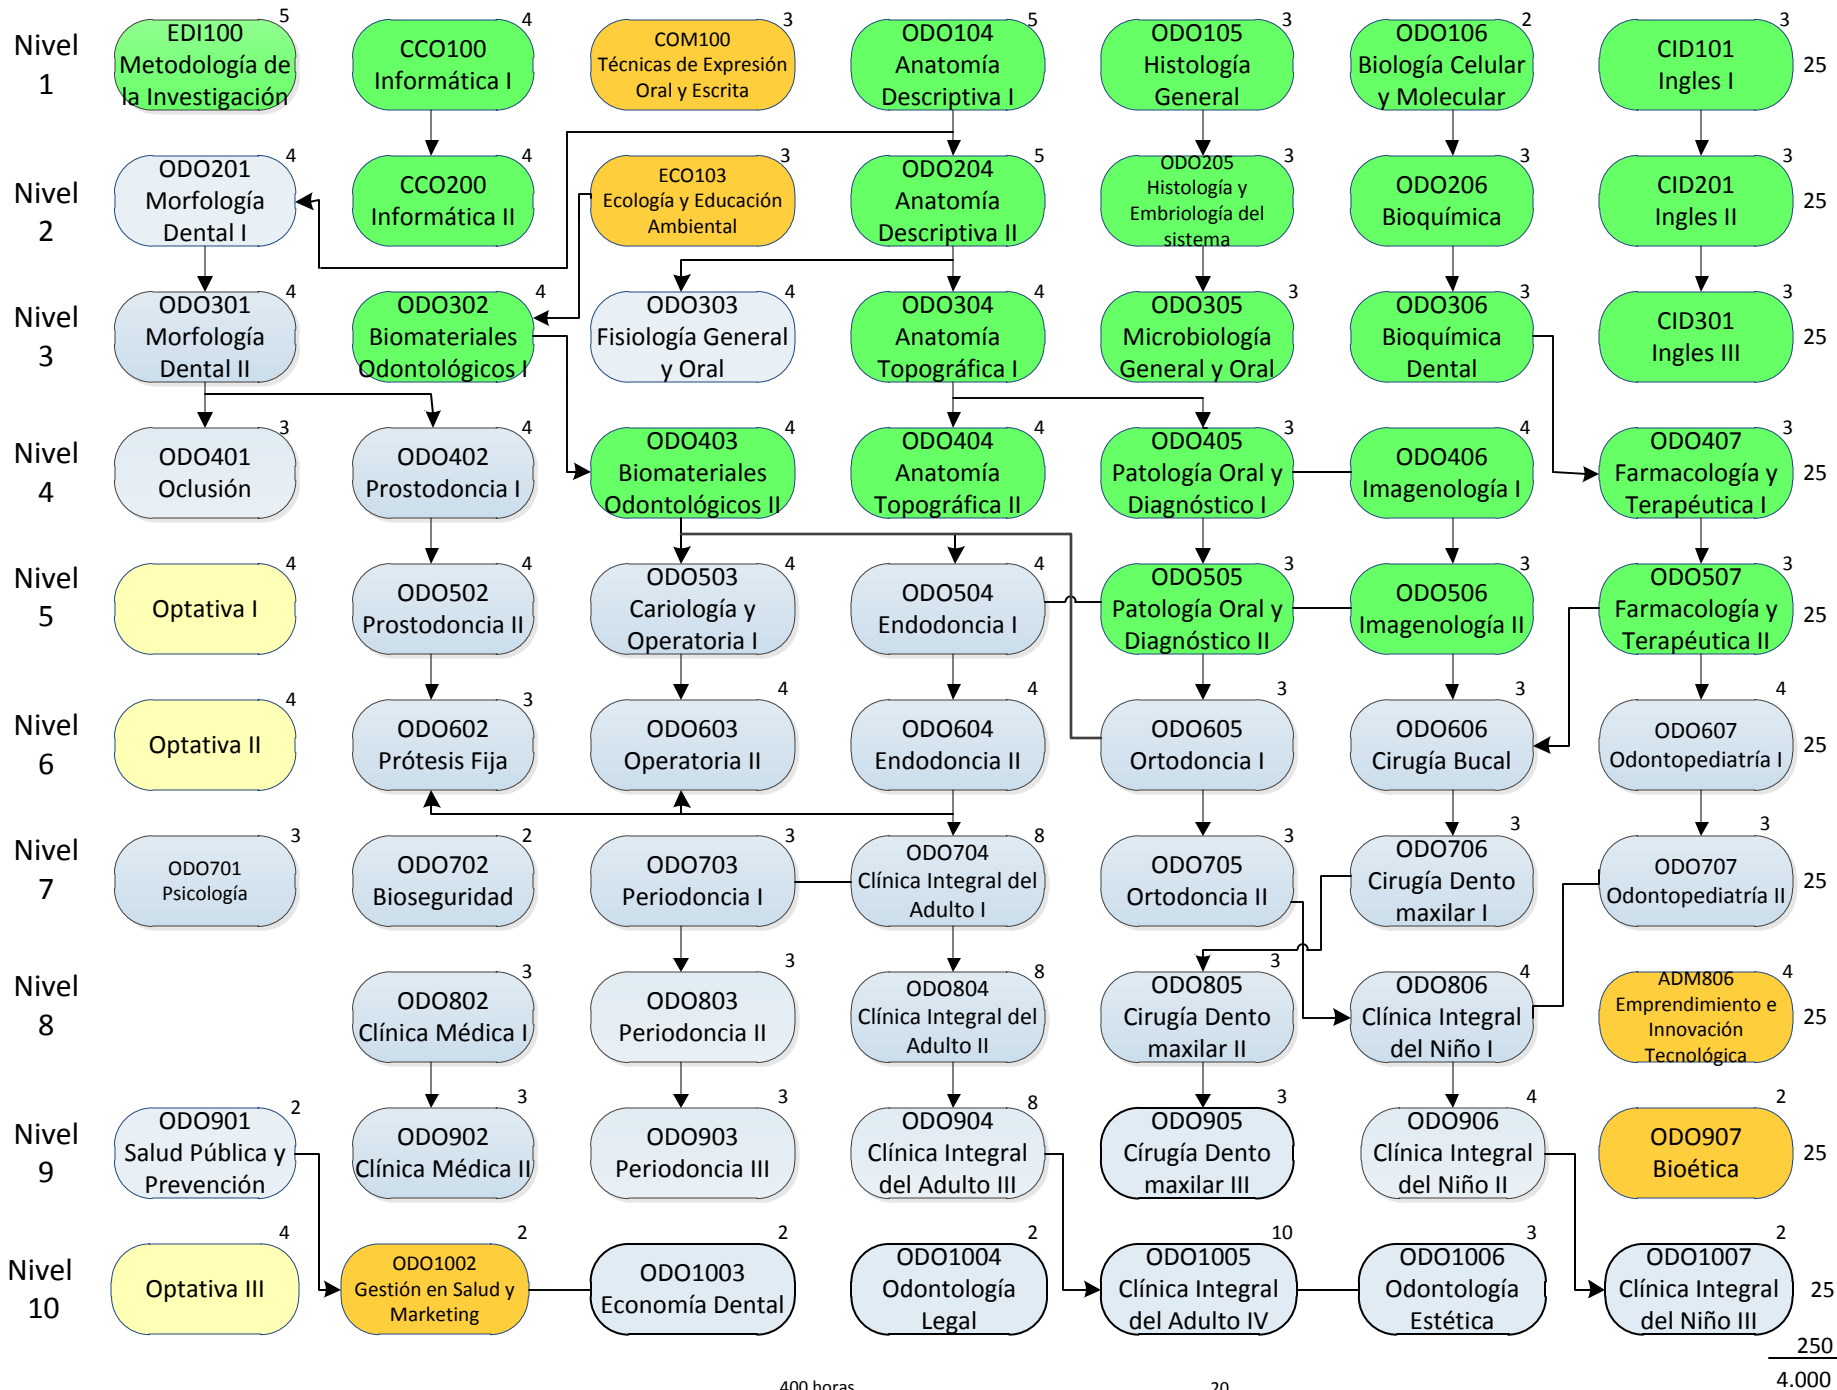 Nivel
1
5
EDI100
Metodología de
la Investigación
4
CCO100
Informática I
3
COM100
Técnicas de Expresión
Oral y Escrita
5
ODO104
Anatomía
Descriptiva I
3
ODO105
Histología
General
2
ODO106
Biología Celular
y Molecular
3
CID101
Ingles I
25
Nivel
2
4
ODO201
Morfología
Dental I
4
CCO200
Informática II
3
ECO103
Ecología y Educación
Ambiental
5
ODO204
Anatomía
Descriptiva II
3
ODO205
Histología y
Embriología del
sistema
3
ODO206
Bioquímica
3
CID201
Ingles II
25
Nivel
3
4
ODO301
Morfología
Dental II
4
ODO302
Biomateriales
Odontológicos I
4
ODO303
Fisiología General
y Oral
4
ODO304
Anatomía
Topográfica I
3
ODO305
Microbiología
General y Oral
3
ODO306
Bioquímica
Dental
3
CID301
Ingles III
25
Nivel
4
3
ODO401
Oclusión
4
ODO402
Prostodoncia I
4
ODO403
Biomateriales
Odontológicos II
4
ODO404
Anatomía
Topográfica II
3
ODO405
Patología Oral y
Diagnóstico I
4
ODO406
Imagenología I
3
ODO407
Farmacología y
Terapéutica I
25
Nivel
5
4
Optativa I
4
ODO502
Prostodoncia II
4
ODO503
Cariología y
Operatoria I
4
ODO504
Endodoncia I
3
ODO505
Patología Oral y
Diagnóstico II
3
ODO506
Imagenología II
3
ODO507
Farmacología y
Terapéutica II
25
Nivel
6
4
Optativa II
3
ODO602
Prótesis Fija
4
ODO603
Operatoria II
4
ODO604
Endodoncia II
3
ODO605
Ortodoncia I
3
ODO606
Cirugía Bucal
4
ODO607
Odontopediatría I
25
Nivel
7
3
ODO701
Psicología
2
ODO702
Bioseguridad
3
ODO703
Periodoncia I
8
ODO704
Clínica Integral del
Adulto I
3
ODO705
Ortodoncia II
3
ODO706
Cirugía Dento
maxilar I
3
ODO707
Odontopediatría II
25
Nivel
8
3
ODO802
Clínica Médica I
3
ODO803
Periodoncia II
8
ODO804
Clínica Integral del
Adulto II
3
ODO805
Cirugía Dento
maxilar II
4
ODO806
Clínica Integral
del Niño I
4
ADM806
Emprendimiento e
Innovación
Tecnológica
25
Nivel
9
2
ODO901
Salud Pública y
Prevención
3
ODO902
Clínica Médica II
3
ODO903
Periodoncia III
8
ODO904
Clínica Integral
del Adulto III
3
ODO905
Círugía Dento
maxilar III
4
ODO906
Clínica Integral
del Niño II
2
ODO907
Bioética
25
Nivel
10
4
Optativa III
2
ODO1002
Gestión en Salud y
Marketing
2
ODO1003
Economía Dental
2
ODO1004
Odontología
Legal
10
ODO1005
Clínica Integral
del Adulto IV
3
ODO1006
Odontología
Estética
2
ODO1007
Clínica Integral
del Niño III
25
250
4.000
400 horas
20